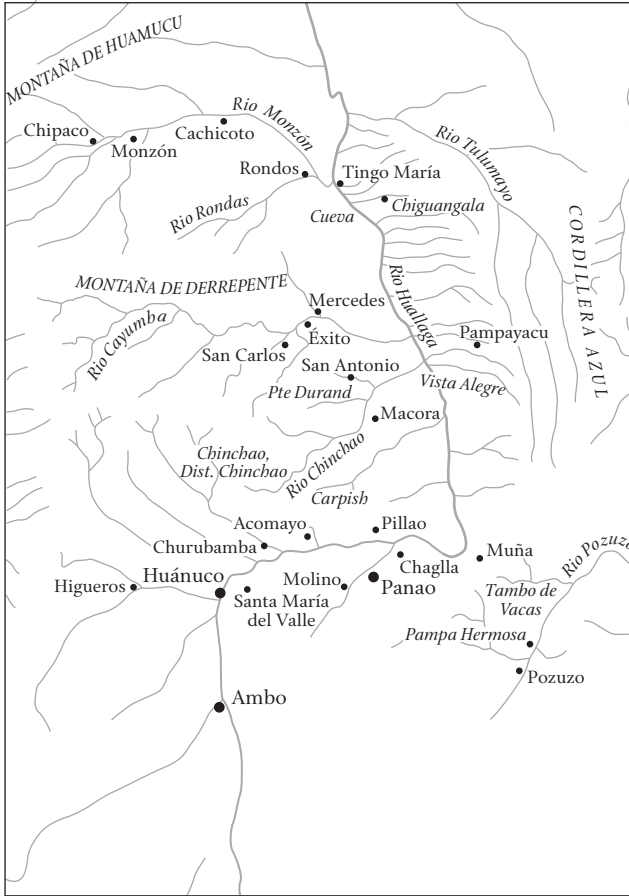 MONTAÑA DE HUAMUCU
Chipaco
Monzón
Cachicoto
Rio Monzón
Rio Tulumayo
Rondos
Tingo María
Rio Rondas
Cueva
Chiguangala
CORDILLERA AZUL
MONTAÑA DE DERREPENTE
Rio Huallaga
Mercedes
Rio Cayumba
Éxito
San Carlos
Pampayacu
San Antonio
Pte Durand
Vista Alegre
Macora
Chinchao,
Dist. Chinchao
Rio Chinchao
Carpish
Acomayo
Pillao
Churubamba
Chaglla
Muña
Rio Pozuzo
Higueros
Huánuco
Santa María
del Valle
Molino
Panao
Tambo de
Vacas
Pampa Hermosa
Pozuzo
Ambo